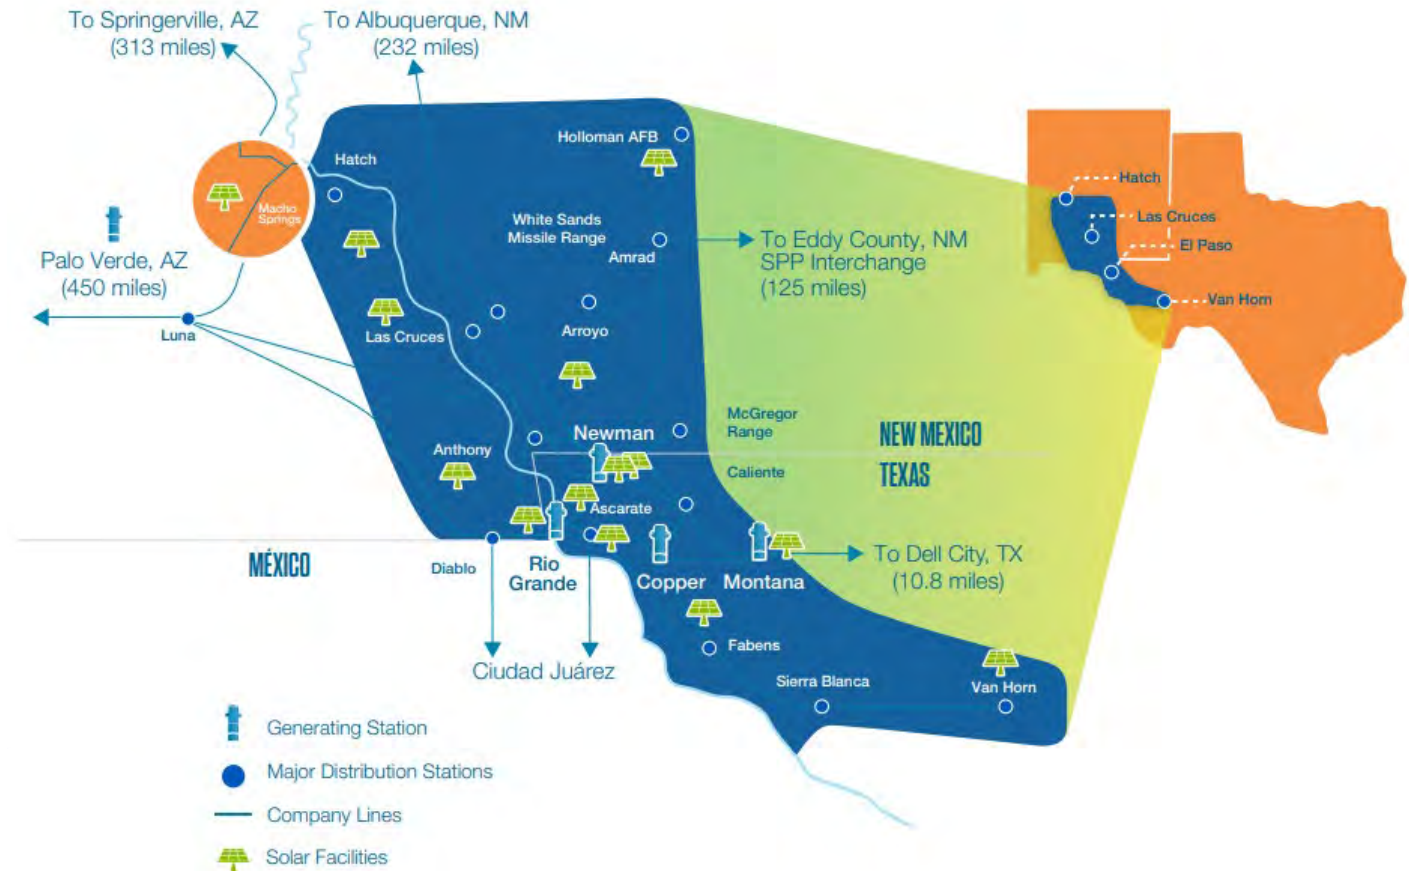 To Springerville, AZ
(313 miles)
To Albuquerque, NM
(232 miles)
Holloman AFB
Hatch
Macho
Springs
White Sands
Missile Range
Amrad
To Eddy County, NM
SPP Interchange
(125 miles)
Palo Verde, AZ
(450 miles)
Luna
Las Cruces
Arroyo
Hatch
Las Cruces
El Paso
Van Horn
McGregor
Range
NEW MEXICO
Newman
Anthony
Caliente
TEXAS
Ascarate
MÉXICO
Diablo
Rio
Grande
Copper
Montana
To Dell City, TX
(10.8 miles)
Ciudad Juárez
Fabens
Sierra Blanca
Van Horn
Generating Station
Major Distribution Stations
Company Lines
Solar Facilities